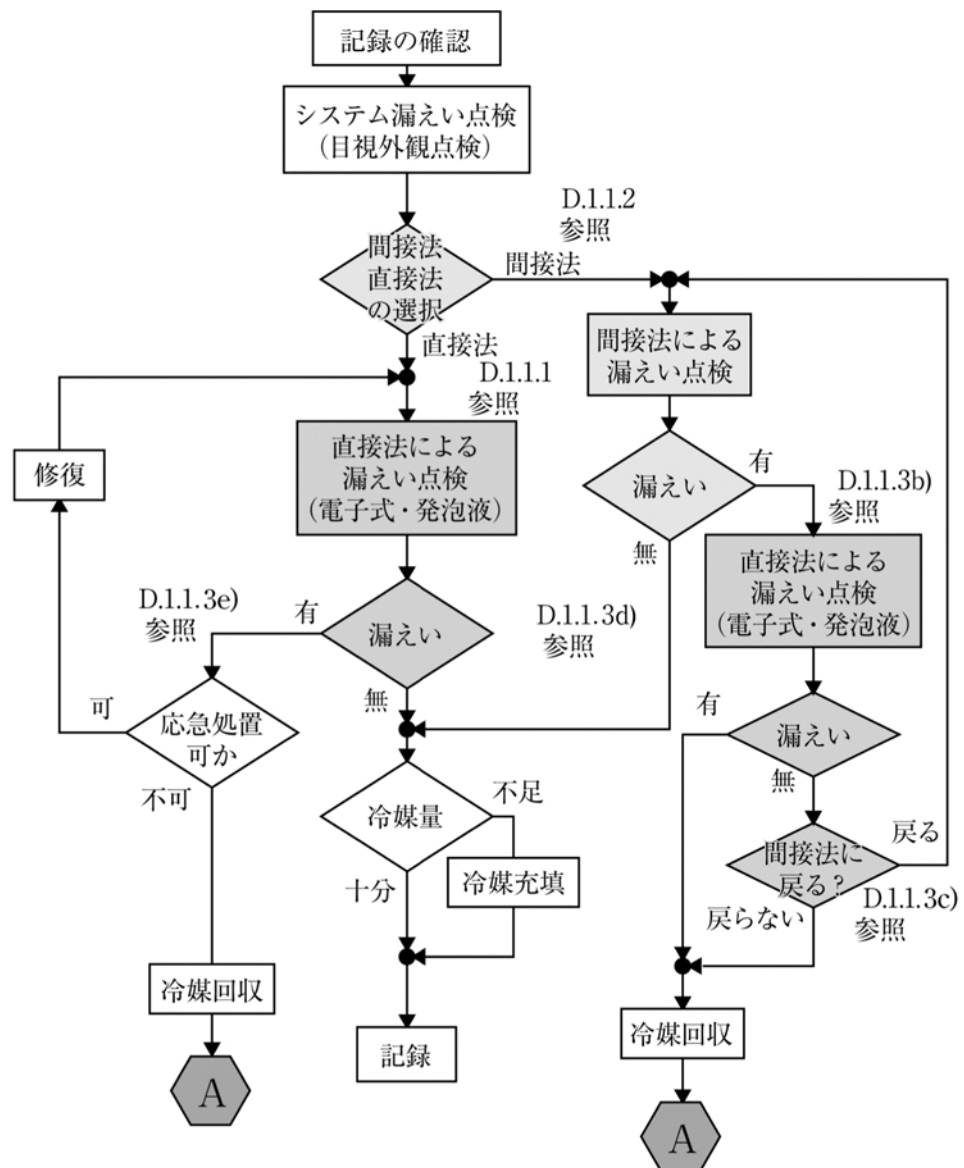 記録の確認
システム漏えい点検
(目視外観点検)
D.1.1.2
参照
間接法
直接法
の選択
間接法
直接法
D.1.1.1
参照
間接法による
漏えい点検
直接法による
漏えい点検
(電子式・発泡液)
修復
漏えい
有
無
D.1.1.3b)
参照
直接法による
漏えい点検
(電子式・発泡液)
D.1.1.3e)
参照
有
漏えい
無
D.1.1.3d)
参照
可
応急処置
可か
不可
有
漏えい
無
冷媒量
不足
十分
冷媒充填
間接法に
戻る?
戻る
戻らない
D.1.1.3c)
参照
冷媒回収
記録
冷媒回収
A
A